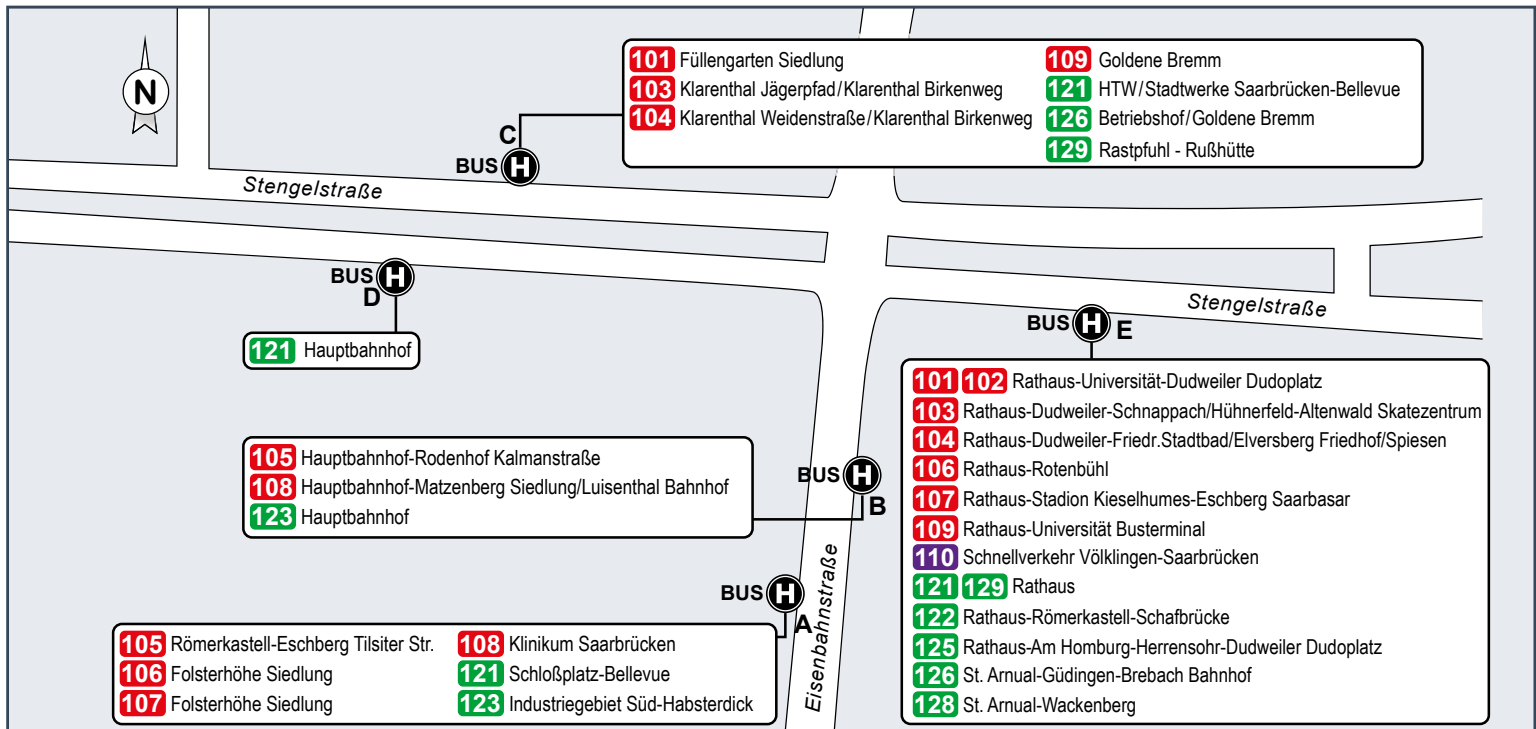 N
101 Füllengarten Siedlung
103 Klarenthal Jägerpfad/Klarenthal Birkenweg
104 Klarenthal Weidenstraße/Klarenthal Birkenweg
109 Goldene Bremm
121 HTW/Stadtwerke Saarbrücken-Bellevue
126 Betriebshof/Goldene Bremm
129 Rastpfuhl - Rußhütte
C
BUS H
Stengelstraße
BUS H
D
121 Hauptbahnhof
Stengelstraße
BUS H
E
101 102 Rathaus-Universität-Dudweiler Dudoplatz
103 Rathaus-Dudweiler-Schnappach/Hühnerfeld-Altenwald Skatezentrum
104 Rathaus-Dudweiler-Friedr.Stadtbad/Elversberg Friedhof/Spiesen
106 Rathaus-Rotenbühl
107 Rathaus-Stadion Kieselhumes-Eschberg Saarbasar
109 Rathaus-Universität Busterminal
110 Schnellverkehr Völklingen-Saarbrücken
121 129 Rathaus
122 Rathaus-Römerkastell-Schafbrücke
125 Rathaus-Am Homburg-Herrensohr-Dudweiler Dudoplatz
126 St. Arnual-Güdingen-Brebach Bahnhof
128 St. Arnual-Wackenberg
105 Hauptbahnhof-Rodenhof Kalmanstraße
108 Hauptbahnhof-Matzenberg Siedlung/Luisenthal Bahnhof
123 Hauptbahnhof
BUS H
B
Eisenbahnstraße
BUS H
A
105 Römerkastell-Eschberg Tilsiter Str.
106 Folsterhöhe Siedlung
107 Folsterhöhe Siedlung
108 Klinikum Saarbrücken
121 Schloßplatz-Bellevue
123 Industriegebiet Süd-Habsterdick